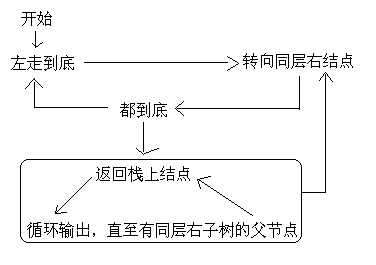 开始
左走到底
转向同层右结点
都到底
返回栈上结点
循环输出，直至有同层右子树的父节点